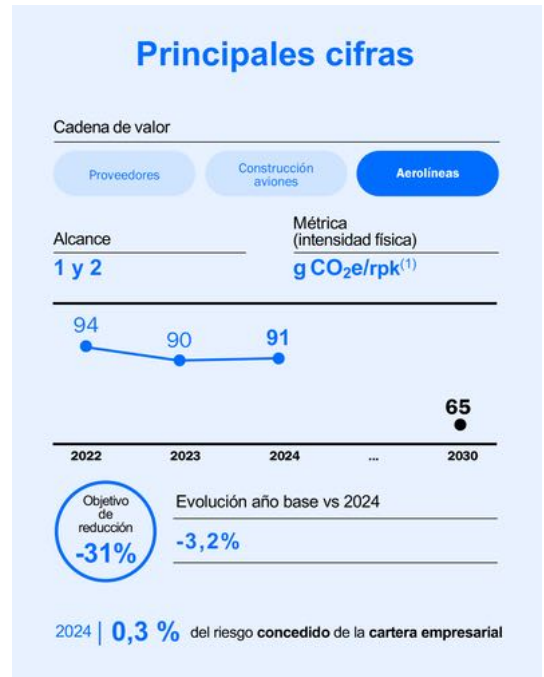 Principales cifras
Cadena de valor
Proveedores
Construcción
aviones
Aerolíneas
Alcance
1 y 2
Métrica
(intensidad física)
g CO₂e/rpk⁽¹⁾
94
90
91
65
2022 2023 2024 ... 2030
Objetivo
de
reducción
-31%
Evolución año base vs 2024
-3,2%
2024 | 0,3 % del riesgo concedido de la cartera empresarial